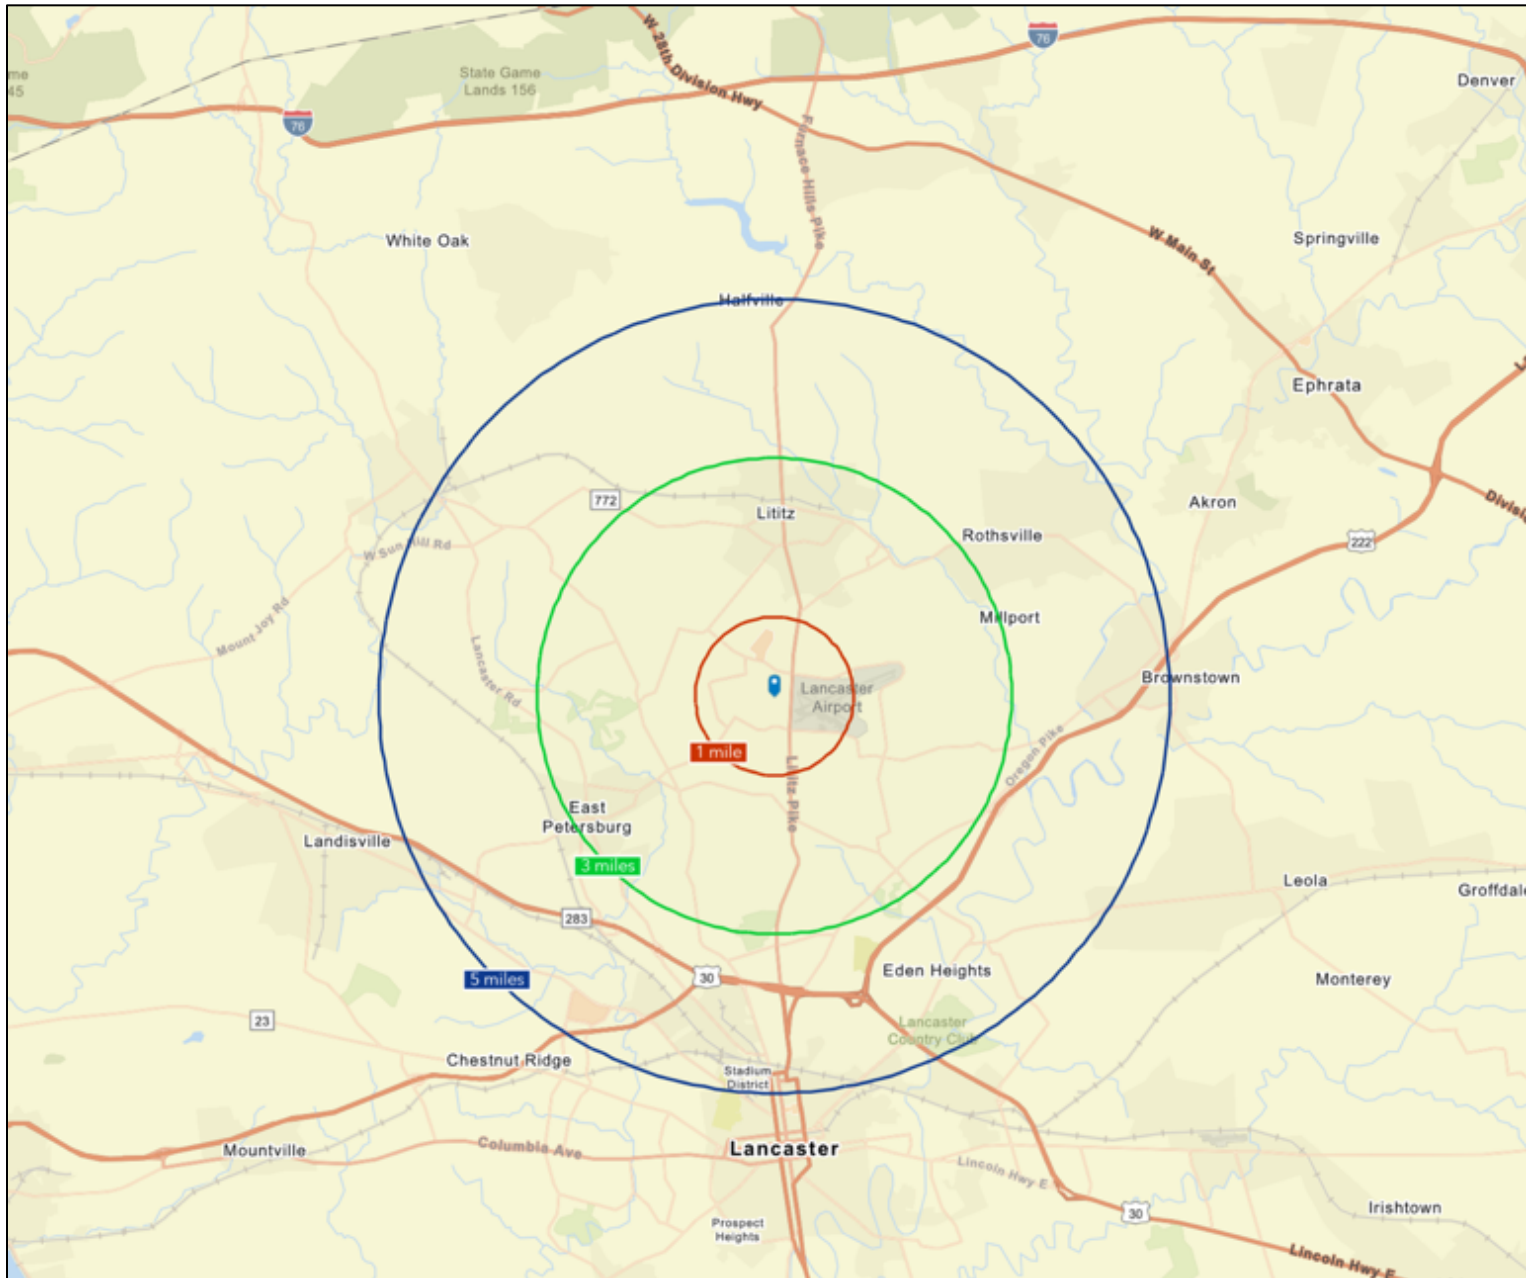 W 28th Division Hwy
76
Denver
me
45
State Game
Lands 156
76
Furnace Hills Pike
White Oak
W Main St
Springville
Halfville
Ephrata
772
Lititz
Akron
Rothsville
222
Division
W Sun Hill Rd
Mount Joy Rd
Millport
Lancaster Rd
Lancaster
Airport
Brownstown
1 mile
Oregon Pike
Lititz Pike
East
Petersburg
Landisville
3 miles
Leola
Groffdale
283
5 miles
30
Eden Heights
Monterey
23
Lancaster
Country Club
Chestnut Ridge
Stadium
District
Mountville
Columbia Ave
Lancaster
Lincoln Hwy E
30
Irishtown
Prospect
Heights
Lincoln Hwy E